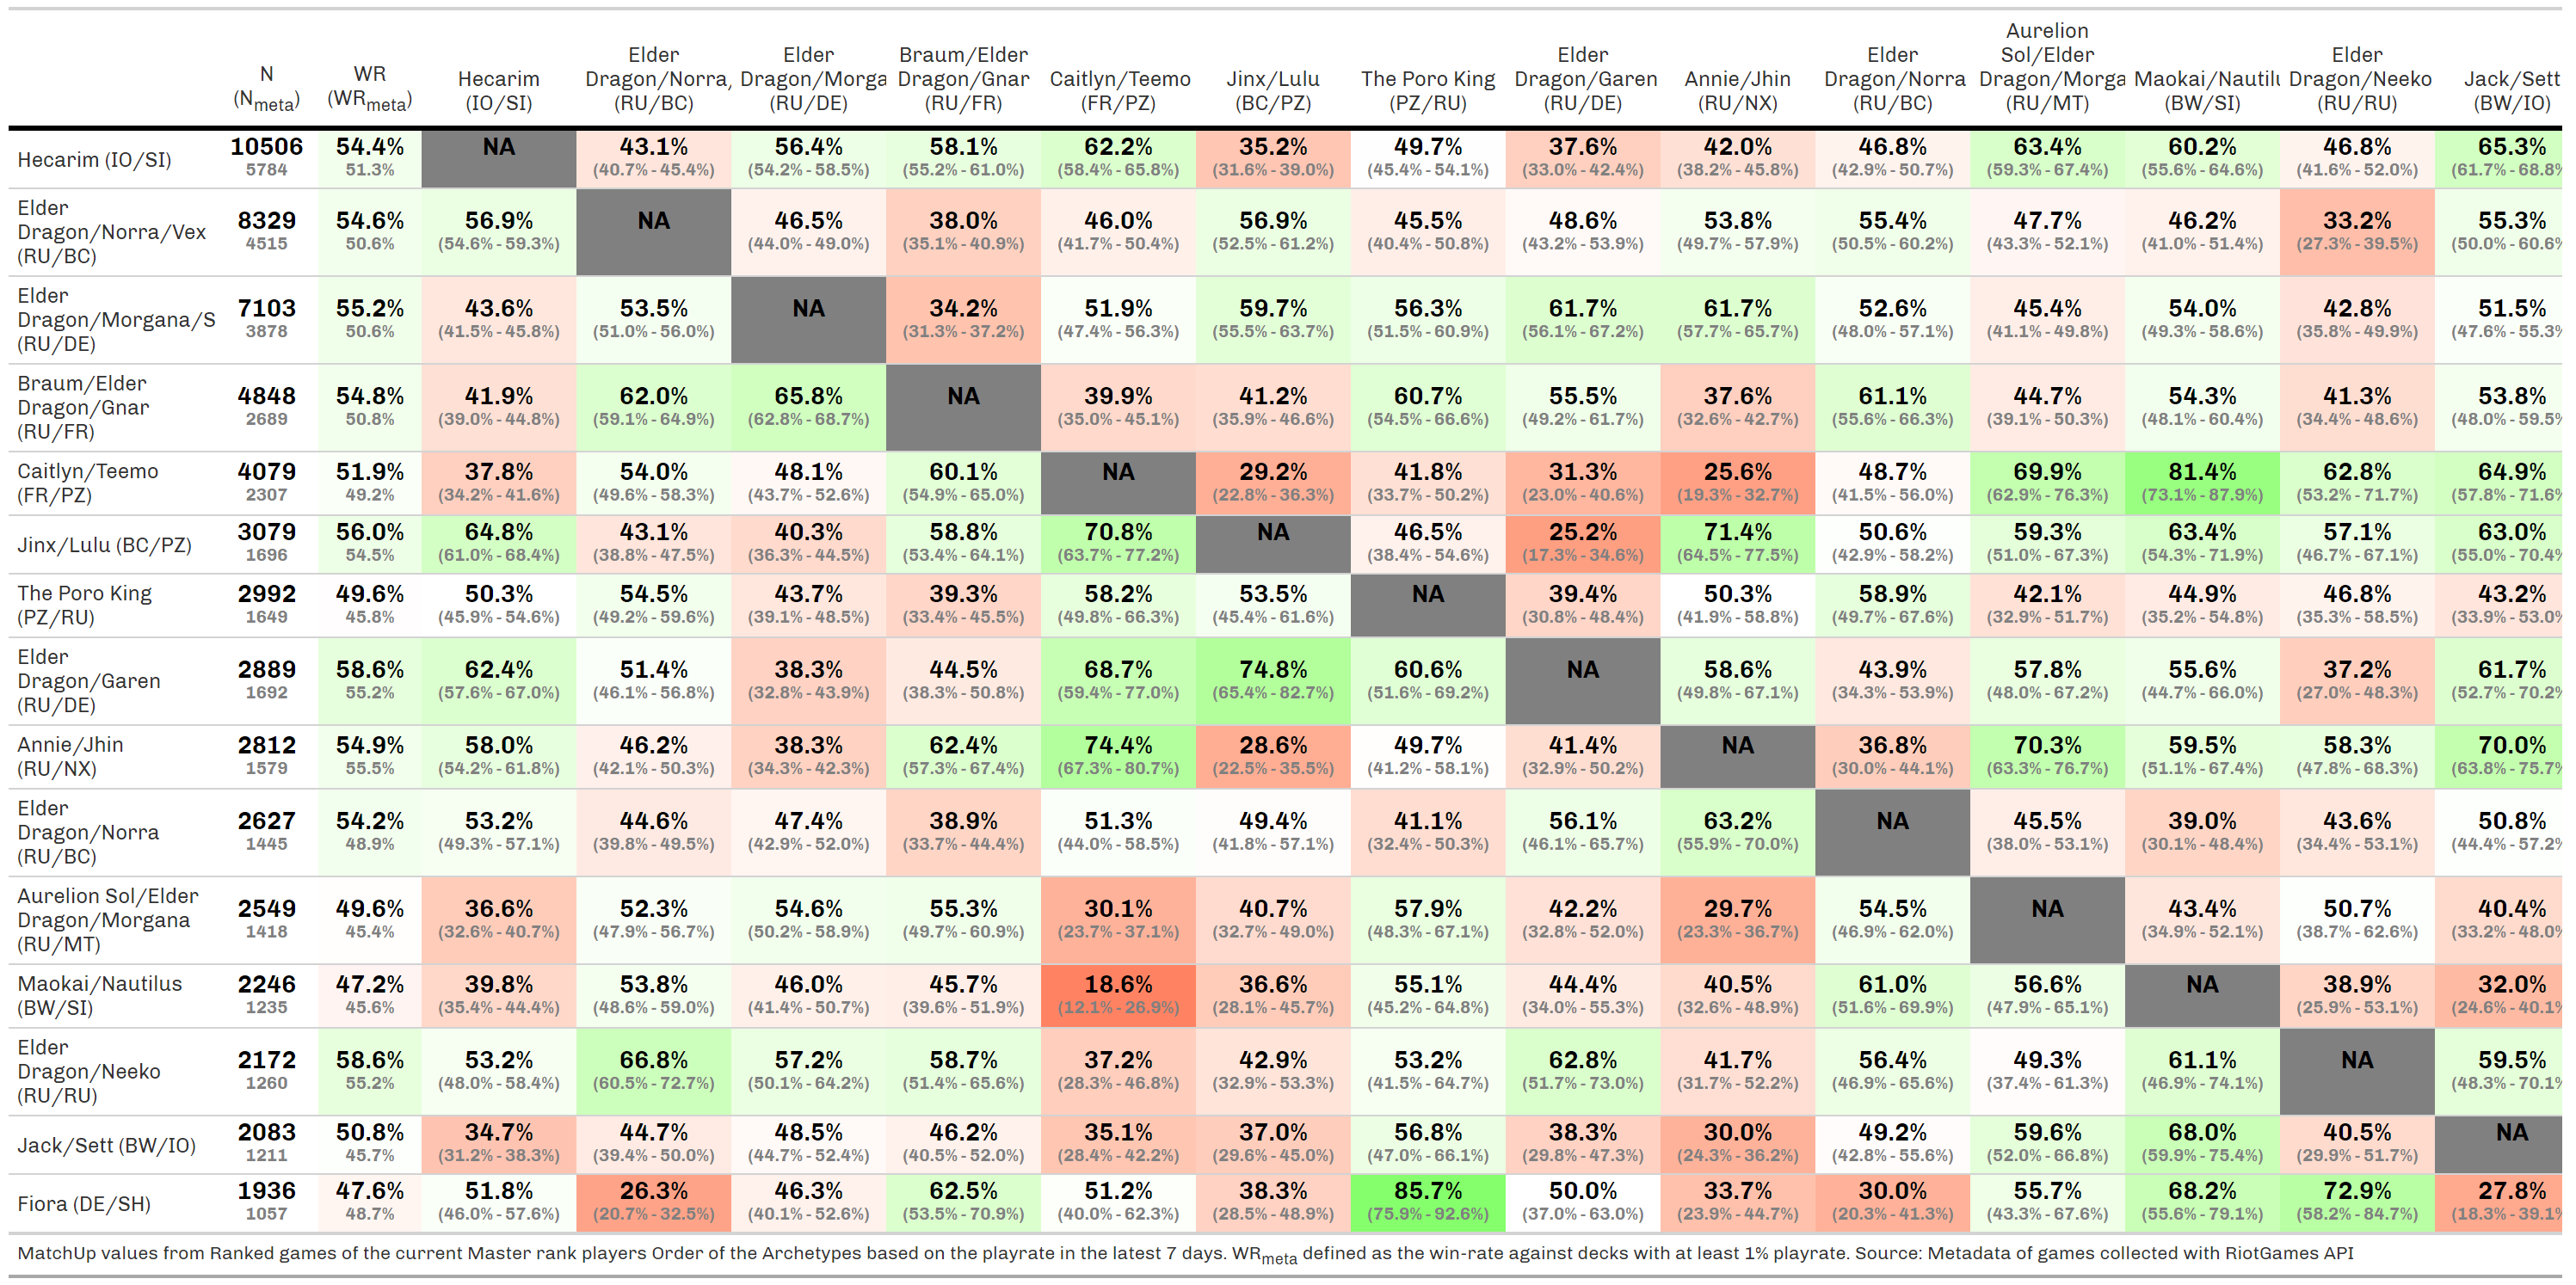 N (N_meta)
WR (WR_meta)
Hecarim (IO/SI)
Elder Dragon/Norra, (RU/BC)
Elder Dragon/Morga (RU/DE)
Braum/Elder Dragon/Gnar (RU/FR)
Caitlyn/Teemo (FR/PZ)
Jinx/Lulu (BC/PZ)
The Poro King (PZ/RU)
Elder Dragon/Garen (RU/DE)
Annie/Jhin (RU/NX)
Elder Dragon/Norra (RU/BC)
Aurelion Sol/Elder Dragon/Morga (RU/MT)
Maokai/Nautilu (BW/SI)
Elder Dragon/Neeko (RU/RU)
Jack/Sett (BW/IO)
Hecarim (IO/SI)
10506 54.4% NA 43.1% 56.4% 58.1% 62.2% 35.2% 49.7% 37.6% 42.0% 46.8% 63.4% 60.2% 46.8% 65.3%
5784 51.3% (40.7% - 45.4%) (54.2% - 58.5%) (55.2% - 61.0%) (58.4% - 65.8%) (31.6% - 39.0%) (45.4% - 54.1%) (33.0% - 42.4%) (38.2% - 45.8%) (42.9% - 50.7%) (59.3% - 67.4%) (55.6% - 64.6%) (41.6% - 52.0%) (61.7% - 68.8%
Elder
Dragon/Norra/Vex
(RU/BC)
8329 54.6% 56.9% NA 46.5% 38.0% 46.0% 56.9% 45.5% 48.6% 53.8% 55.4% 47.7% 46.2% 33.2% 55.3%
4515 50.6% (54.6% - 59.3%) (44.0% - 49.0%) (35.1% - 40.9%) (41.7% - 50.4%) (52.5% - 61.2%) (40.4% - 50.8%) (43.2% - 53.9%) (49.7% - 57.9%) (50.5% - 60.2%) (43.3% - 52.1%) (41.0% - 51.4%) (27.3% - 39.5%) (50.0% - 60.6%
Elder
Dragon/Morgana/S
(RU/DE)
7103 55.2% 43.6% 53.5% NA 34.2% 51.9% 59.7% 56.3% 61.7% 61.7% 52.6% 45.4% 54.0% 42.8% 51.5%
3878 50.6% (41.5% - 45.8%) (51.0% - 56.0%) (31.3% - 37.2%) (47.4% - 56.3%) (55.5% - 63.7%) (51.5% - 60.9%) (56.1% - 67.2%) (57.7% - 65.7%) (48.0% - 57.1%) (41.1% - 49.8%) (49.3% - 58.6%) (35.8% - 49.9%) (47.6% - 55.3%
Braum/Elder
Dragon/Gnar
(RU/FR)
4848 54.8% 41.9% 62.0% 65.8% NA 39.9% 41.2% 60.7% 55.5% 37.6% 61.1% 44.7% 54.3% 41.3% 53.8%
2689 50.8% (39.0% - 44.8%) (59.1% - 64.9%) (62.8% - 68.7%) (35.0% - 45.1%) (35.9% - 46.6%) (54.5% - 66.6%) (49.2% - 61.7%) (32.6% - 42.7%) (55.6% - 66.3%) (39.1% - 50.3%) (48.1% - 60.4%) (34.4% - 48.6%) (48.0% - 59.5%
Caitlyn/Teemo
(FR/PZ)
4079 51.9% 37.8% 54.0% 48.1% 60.1% NA 29.2% 41.8% 31.3% 25.6% 48.7% 69.9% 81.4% 62.8% 64.9%
2307 49.2% (34.2% - 41.6%) (49.6% - 58.3%) (43.7% - 52.6%) (54.9% - 65.0%) (22.8% - 36.3%) (33.7% - 50.2%) (23.0% - 40.6%) (19.3% - 32.7%) (41.5% - 56.0%) (62.9% - 76.3%) (73.1% - 87.9%) (53.2% - 71.7%) (57.8% - 71.6%
Jinx/Lulu (BC/PZ)
3079 56.0% 64.8% 43.1% 40.3% 58.8% 70.8% NA 46.5% 25.2% 71.4% 50.6% 59.3% 63.4% 57.1% 63.0%
1696 54.5% (61.0% - 68.4%) (38.8% - 47.5%) (36.3% - 44.5%) (53.4% - 64.1%) (63.7% - 77.2%) (38.4% - 54.6%) (17.3% - 34.6%) (64.5% - 77.5%) (42.9% - 58.2%) (51.0% - 67.3%) (54.3% - 71.9%) (46.7% - 67.1%) (55.0% - 70.4%
The Poro King
(PZ/RU)
2992 49.6% 50.3% 54.5% 43.7% 39.3% 58.2% 53.5% NA 39.4% 50.3% 58.9% 42.1% 44.9% 46.8% 43.2%
1649 45.8% (45.9% - 54.6%) (49.2% - 59.6%) (39.1% - 48.5%) (33.4% - 45.5%) (49.8% - 66.3%) (45.4% - 61.6%) (30.8% - 48.4%) (41.9% - 58.8%) (49.7% - 67.6%) (32.9% - 51.7%) (35.2% - 54.8%) (35.3% - 58.5%) (33.9% - 53.0%
Elder
Dragon/Garen
(RU/DE)
2889 58.6% 62.4% 51.4% 38.3% 44.5% 68.7% 74.8% 60.6% NA 58.6% 43.9% 57.8% 55.6% 37.2% 61.7%
1692 55.2% (57.6% - 67.0%) (46.1% - 56.8%) (32.8% - 43.9%) (38.3% - 50.8%) (59.4% - 77.0%) (65.4% - 82.7%) (51.6% - 69.2%) (49.8% - 67.1%) (34.3% - 53.9%) (48.0% - 67.2%) (44.7% - 66.0%) (27.0% - 48.3%) (52.7% - 70.2%
Annie/Jhin
(RU/NX)
2812 54.9% 58.0% 46.2% 38.3% 62.4% 74.4% 28.6% 49.7% 41.4% NA 36.8% 70.3% 59.5% 58.3% 70.0%
1579 55.5% (54.2% - 61.8%) (42.1% - 50.3%) (34.3% - 42.3%) (57.3% - 67.4%) (67.3% - 80.7%) (22.5% - 35.5%) (41.2% - 58.1%) (32.9% - 50.2%) (30.0% - 44.1%) (63.3% - 76.7%) (51.1% - 67.4%) (47.8% - 68.3%) (63.8% - 75.7%
Elder
Dragon/Norra
(RU/BC)
2627 54.2% 53.2% 44.6% 47.4% 38.9% 51.3% 49.4% 41.1% 56.1% 63.2% NA 45.5% 39.0% 43.6% 50.8%
1445 48.9% (49.3% - 57.1%) (39.8% - 49.5%) (42.9% - 52.0%) (33.7% - 44.4%) (44.0% - 58.5%) (41.8% - 57.1%) (32.4% - 50.3%) (46.1% - 65.7%) (55.9% - 70.0%) (38.0% - 53.1%) (30.1% - 48.4%) (34.4% - 53.1%) (44.4% - 57.2%
Aurelion Sol/Elder
Dragon/Morgana
(RU/MT)
2549 49.6% 36.6% 52.3% 54.6% 55.3% 30.1% 40.7% 57.9% 42.2% 29.7% 54.5% NA 43.4% 50.7% 40.4%
1418 45.4% (32.6% - 40.7%) (47.9% - 56.7%) (50.2% - 58.9%) (49.7% - 60.9%) (23.7% - 37.1%) (32.7% - 49.0%) (48.3% - 67.1%) (32.8% - 52.0%) (23.3% - 36.7%) (46.9% - 62.0%) (34.9% - 52.1%) (38.7% - 62.6%) (33.2% - 48.0%
Maokai/Nautilus
(BW/SI)
2246 47.2% 39.8% 53.8% 46.0% 45.7% 18.6% 36.6% 55.1% 44.4% 40.5% 61.0% 56.6% NA 38.9% 32.0%
1235 45.6% (35.4% - 44.4%) (48.6% - 59.0%) (41.4% - 50.7%) (39.6% - 51.9%) (12.1% - 26.9%) (28.1% - 45.7%) (45.2% - 64.8%) (34.0% - 55.3%) (32.6% - 48.9%) (51.6% - 69.9%) (47.9% - 65.1%) (25.9% - 53.1%) (24.6% - 40.1%
Elder
Dragon/Neeko
(RU/RU)
2172 58.6% 53.2% 66.8% 57.2% 58.7% 37.2% 42.9% 53.2% 62.8% 41.7% 56.4% 49.3% 61.1% NA 59.5%
1260 55.2% (48.0% - 58.4%) (60.5% - 72.7%) (50.1% - 64.2%) (51.4% - 65.6%) (28.3% - 46.8%) (32.9% - 53.3%) (41.5% - 64.7%) (51.7% - 73.0%) (31.7% - 52.2%) (46.9% - 65.6%) (37.4% - 61.3%) (46.9% - 74.1%) (48.3% - 70.1%
Jack/Sett (BW/IO)
2083 50.8% 34.7% 44.7% 48.5% 46.2% 35.1% 37.0% 56.8% 38.3% 30.0% 49.2% 59.6% 68.0% 40.5% NA
1211 45.7% (31.2% - 38.3%) (39.4% - 50.0%) (44.7% - 52.4%) (40.5% - 52.0%) (28.4% - 42.2%) (29.6% - 45.0%) (47.0% - 66.1%) (29.8% - 47.3%) (24.3% - 36.2%) (42.8% - 55.6%) (52.0% - 66.8%) (59.9% - 75.4%) (29.9% - 51.7%)
Fiora (DE/SH)
1936 47.6% 51.8% 26.3% 46.3% 62.5% 51.2% 38.3% 85.7% 50.0% 33.7% 30.0% 55.7% 68.2% 72.9% 27.8%
1057 48.7% (46.0% - 57.6%) (20.7% - 32.5%) (40.1% - 52.6%) (53.5% - 70.9%) (40.0% - 62.3%) (28.5% - 48.9%) (75.9% - 92.6%) (37.0% - 63.0%) (23.9% - 44.7%) (20.3% - 41.3%) (43.3% - 67.6%) (55.6% - 79.1%) (58.2% - 84.7%) (18.3% - 39.1%
MatchUp values from Ranked games of the current Master rank players Order of the Archetypes based on the playrate in the latest 7 days. WR_meta defined as the win-rate against decks with at least 1% playrate. Source: Metadata of games collected with RiotGames API